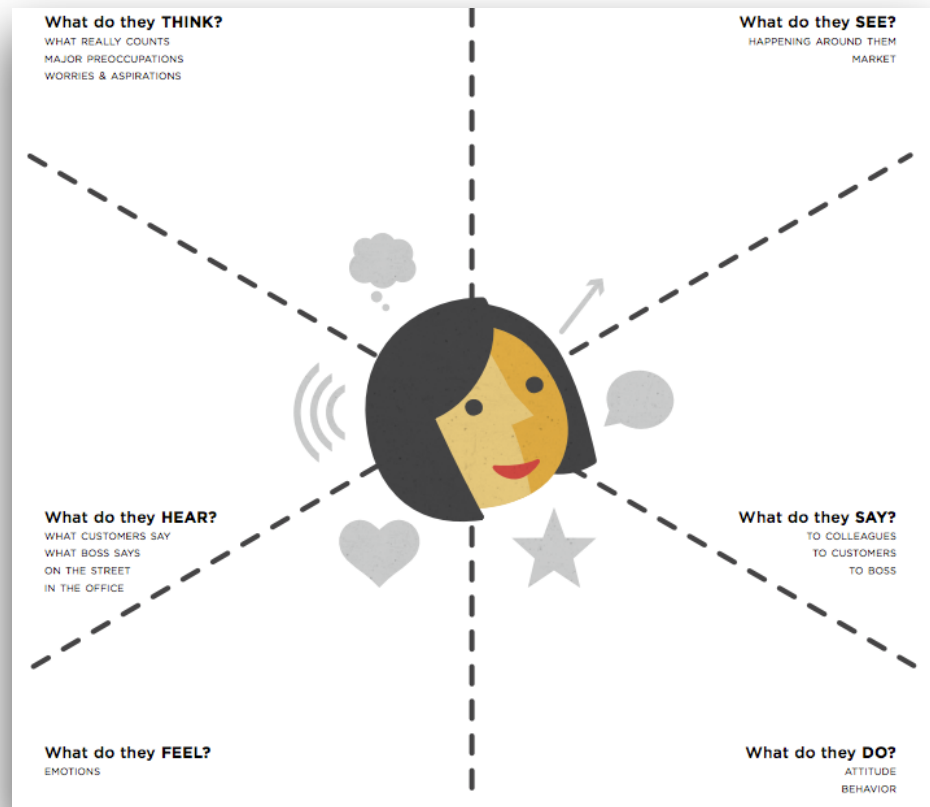 What do they THINK?
WHAT REALLY COUNTS
MAJOR PREOCCUPATIONS
WORRIES & ASPIRATIONS
What do they SEE?
HAPPENING AROUND THEM
MARKET
What do they HEAR?
WHAT CUSTOMERS SAY
WHAT BOSS SAYS
ON THE STREET
IN THE OFFICE
What do they SAY?
TO COLLEAGUES
TO CUSTOMERS
TO BOSS
What do they FEEL?
EMOTIONS
What do they DO?
ATTITUDE
BEHAVIOR